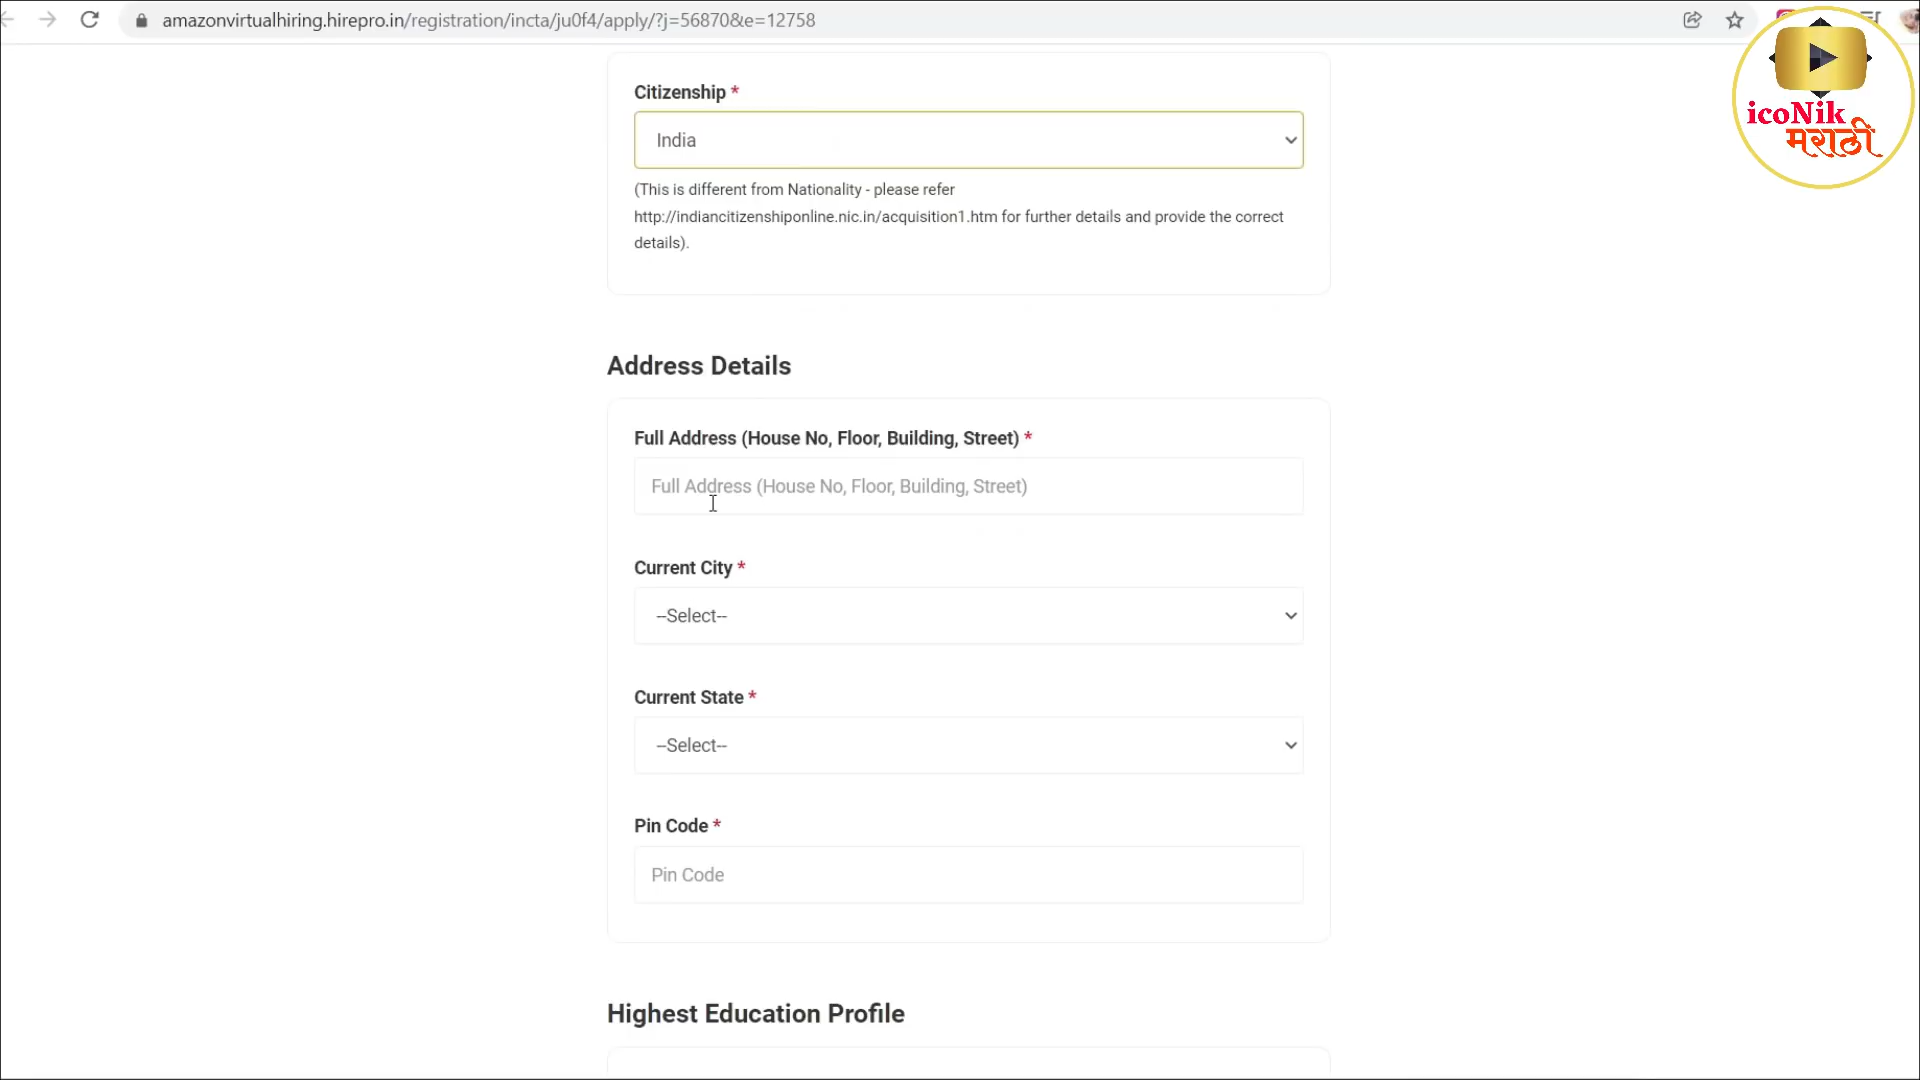 amazonvirtualhiring.hirepro.in/registration/incta/ju0f4/apply/?j=56870&e=12758
icoNik
मराठी
Citizenship *
India
(This is different from Nationality - please refer
http://indiancitizenshiponline.nic.in/acquisition1.htm for further details and provide the correct
details).
Address Details
Full Address (House No, Floor, Building, Street) *
Full Address (House No, Floor, Building, Street)
Current City *
--Select--
Current State *
--Select--
Pin Code *
Pin Code
Highest Education Profile